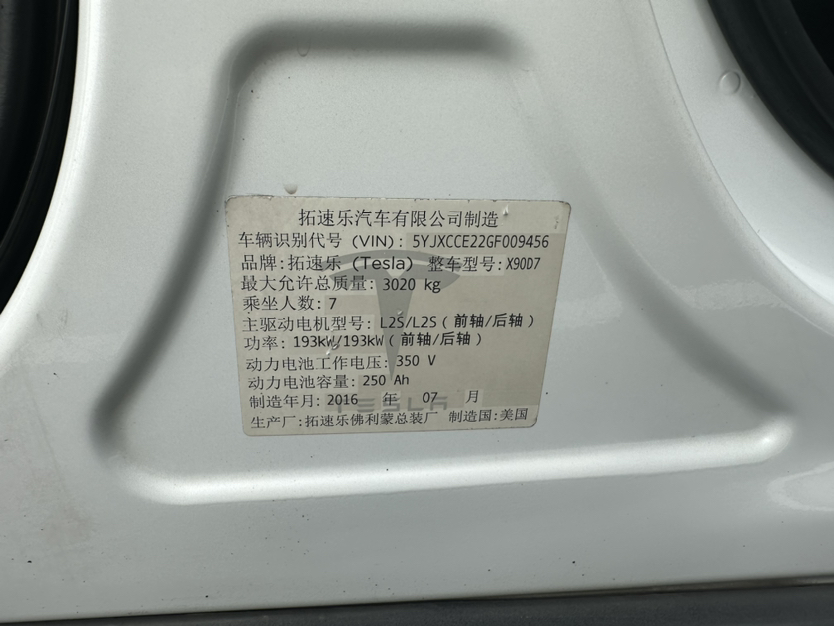 拓速乐汽车有限公司制造
车辆识别代号 (VIN): 5YJXCCE22GF009456
品牌: 拓速乐 (Tesla) 整车型号: X90D7
最大允许总质量: 3020 kg
乘坐人数: 7
主驱动电机型号: L2S/L2S ( 前轴/后轴 )
功率: 193kW/193kW ( 前轴/后轴 )
动力电池工作电压: 350 V
动力电池容量: 250 Ah
制造年月: 2016 年 07 月
TESLA
生产厂: 拓速乐佛利蒙总装厂 制造国: 美国